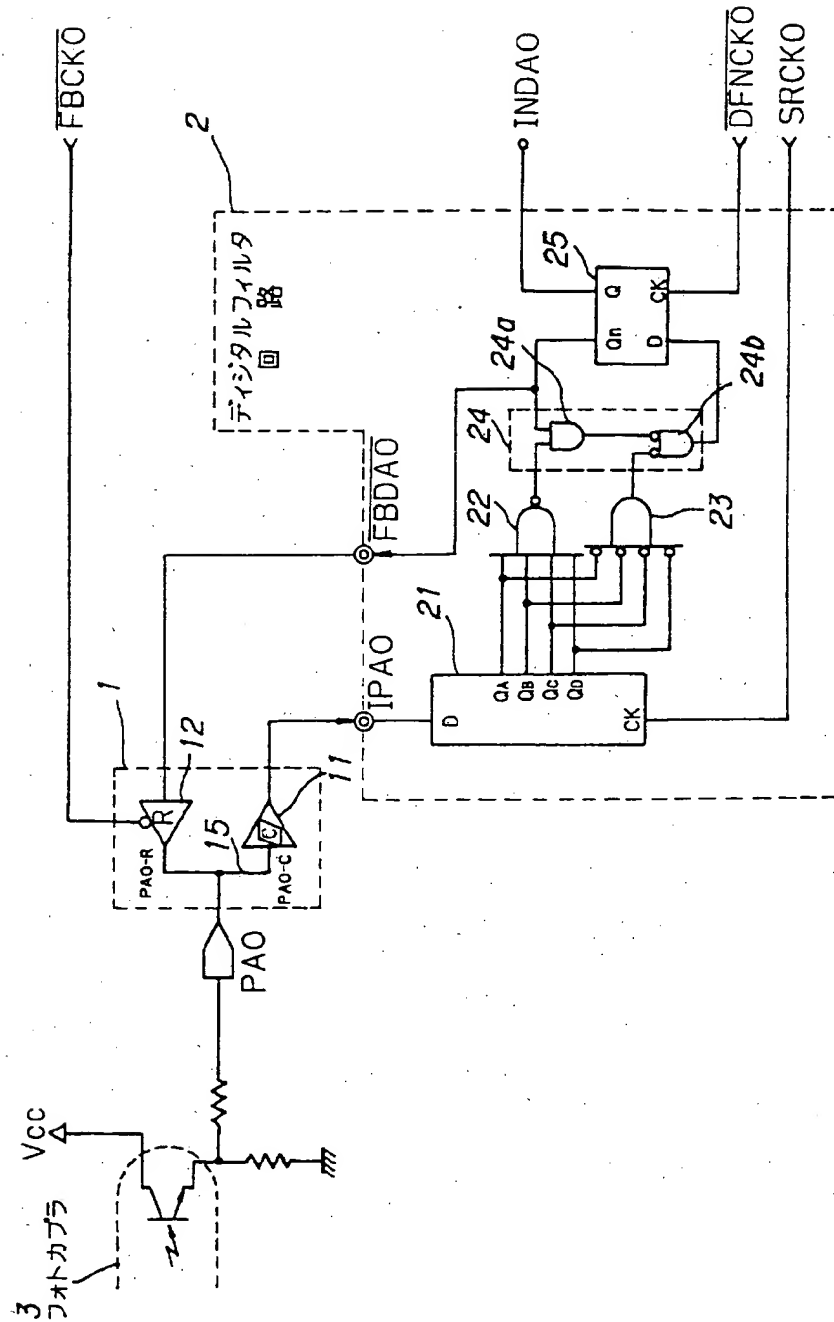 3
フォトカプラ
VCC
PAO
1
PAO-R
R
12
15
PAO-C
C
11
FBCKO
IPAO
FBDAO
2
ディジタルフィルタ
回路
21
D
CK
QA
QB
QC
QD
22
23
24
24a
24b
25
Qn
Q
D
CK
INDAO
DFNCKO
SRCKO